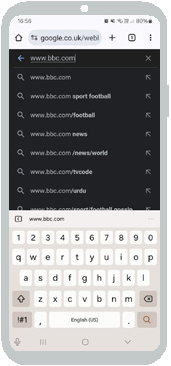 16:58 80%
google.co.uk/webl 1
www.bbc.com
www.bbc.com
www.bbc.com sport football
www.bbc.com/football
www.bbc.com news
www.bbc.com /news/world
www.bbc.com/tvcode
www.bbc.com/urdu
www.bbc.com/sport/football gossip
www.bbc.com ...
1 2 3 4 5 6 7 8 9 0
q w e r t y u i o p
a s d f g h j k l
z x c v b n m
!#1 , English (US) .